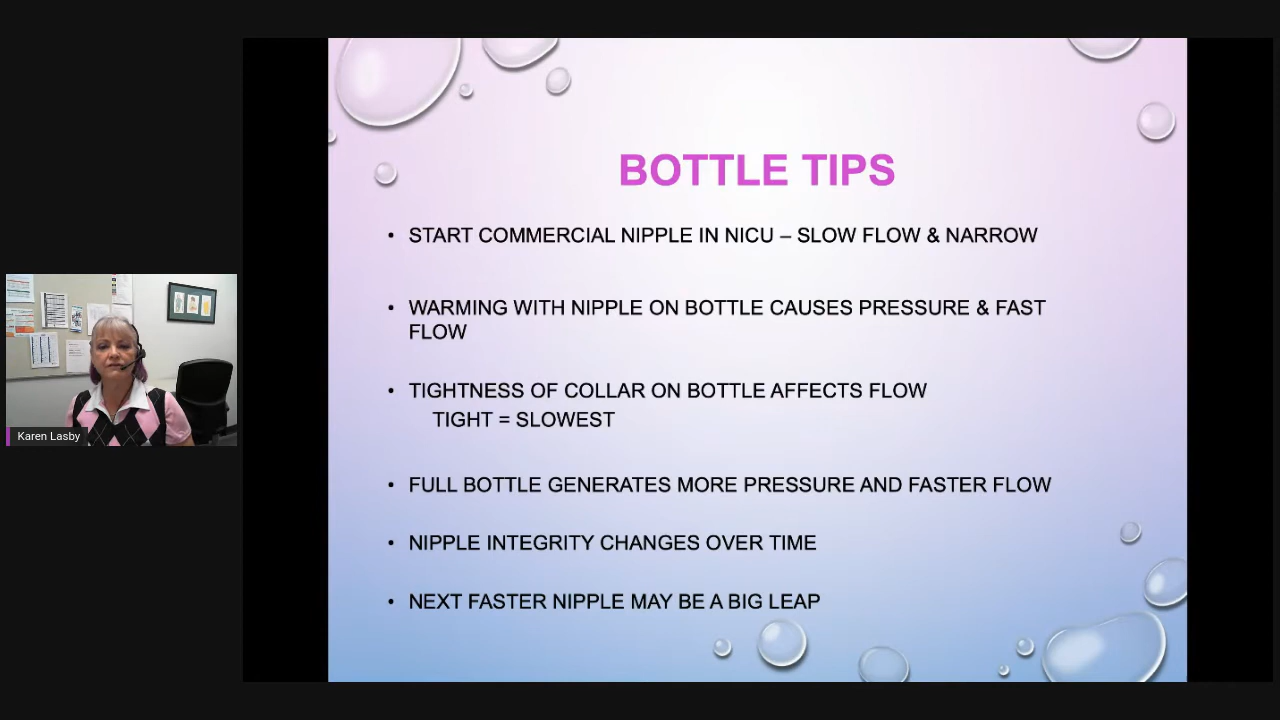 BOTTLE TIPS
• START COMMERCIAL NIPPLE IN NICU – SLOW FLOW & NARROW
• WARMING WITH NIPPLE ON BOTTLE CAUSES PRESSURE & FAST
FLOW
• TIGHTNESS OF COLLAR ON BOTTLE AFFECTS FLOW
TIGHT = SLOWEST
• FULL BOTTLE GENERATES MORE PRESSURE AND FASTER FLOW
• NIPPLE INTEGRITY CHANGES OVER TIME
• NEXT FASTER NIPPLE MAY BE A BIG LEAP
Karen Lasby